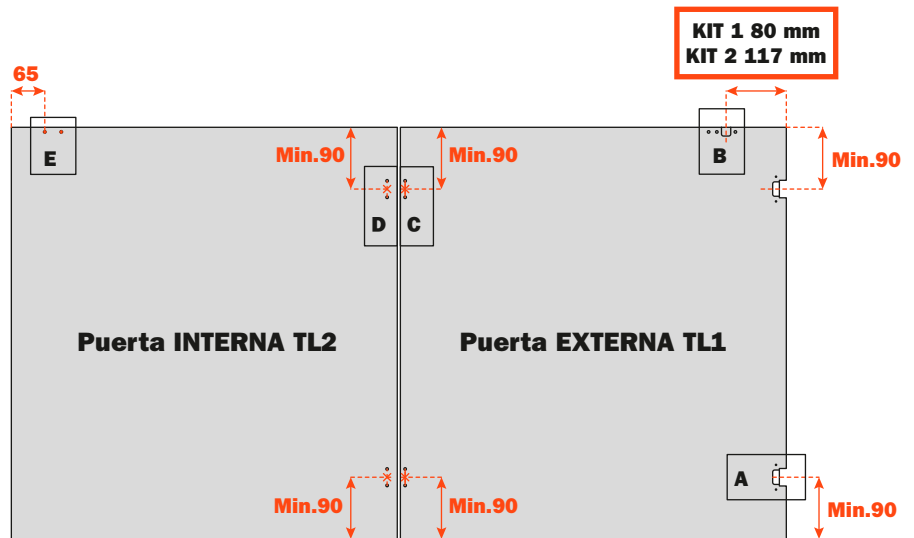 KIT 1 80 mm
KIT 2 117 mm
65
E
Min.90
Min.90
B
Min.90
D
C
Puerta INTERNA TL2
Puerta EXTERNA TL1
A
Min.90
Min.90
Min.90